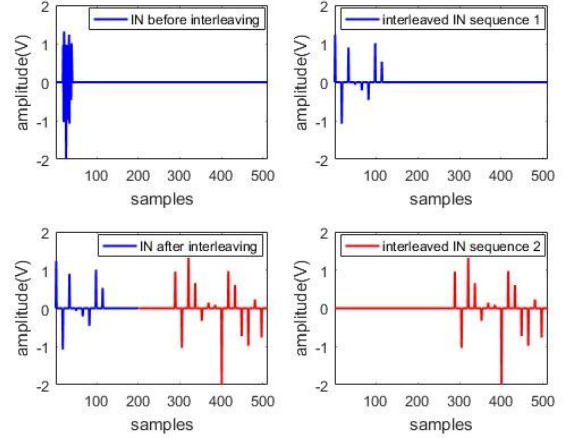 IN before interleaving
amplitude(V)
2
1
0
-1
-2
100 200 300 400 500
samples
interleaved IN sequence 1
amplitude(V)
2
1
0
-1
-2
100 200 300 400 500
samples
IN after interleaving
amplitude(V)
2
1
0
-1
-2
100 200 300 400 500
samples
interleaved IN sequence 2
amplitude(V)
2
1
0
-1
-2
100 200 300 400 500
samples